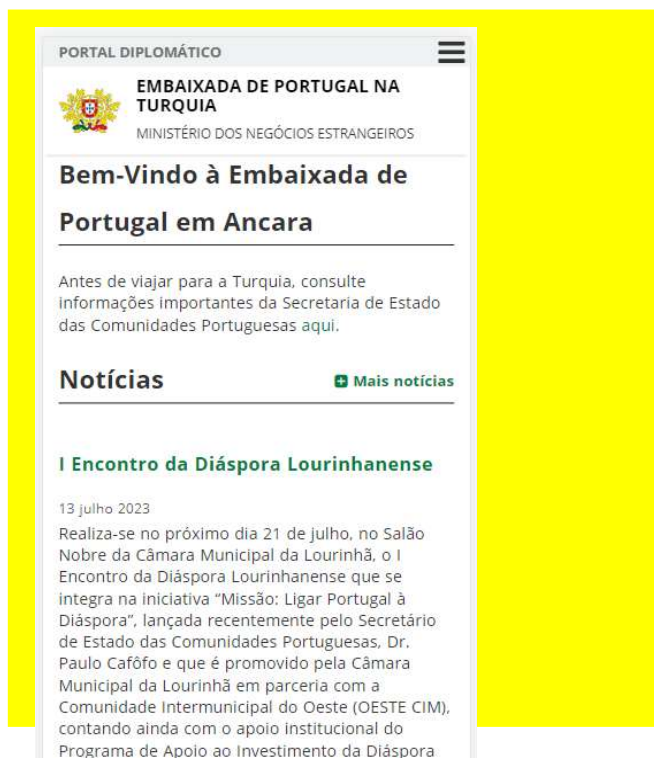 PORTAL DIPLOMÁTICO
EMBAIXADA DE PORTUGAL NA
TURQUIA
MINISTÉRIO DOS NEGÓCIOS ESTRANGEIROS
Bem-Vindo à Embaixada de
Portugal em Ancara
Antes de viajar para a Turquia, consulte
informações importantes da Secretaria de Estado
das Comunidades Portuguesas aqui.
Notícias
Mais notícias
I Encontro da Diáspora Lourinhanense
13 julho 2023
Realiza-se no próximo dia 21 de julho, no Salão
Nobre da Câmara Municipal da Lourinhã, o I
Encontro da Diáspora Lourinhanense que se
integra na iniciativa “Missão: Ligar Portugal à
Diáspora”, lançada recentemente pelo Secretário
de Estado das Comunidades Portuguesas, Dr.
Paulo Cafôfo e que é promovido pela Câmara
Municipal da Lourinhã em parceria com a
Comunidade Intermunicipal do Oeste (OESTE CIM),
contando ainda com o apoio institucional do
Programa de Apoio ao Investimento da Diáspora